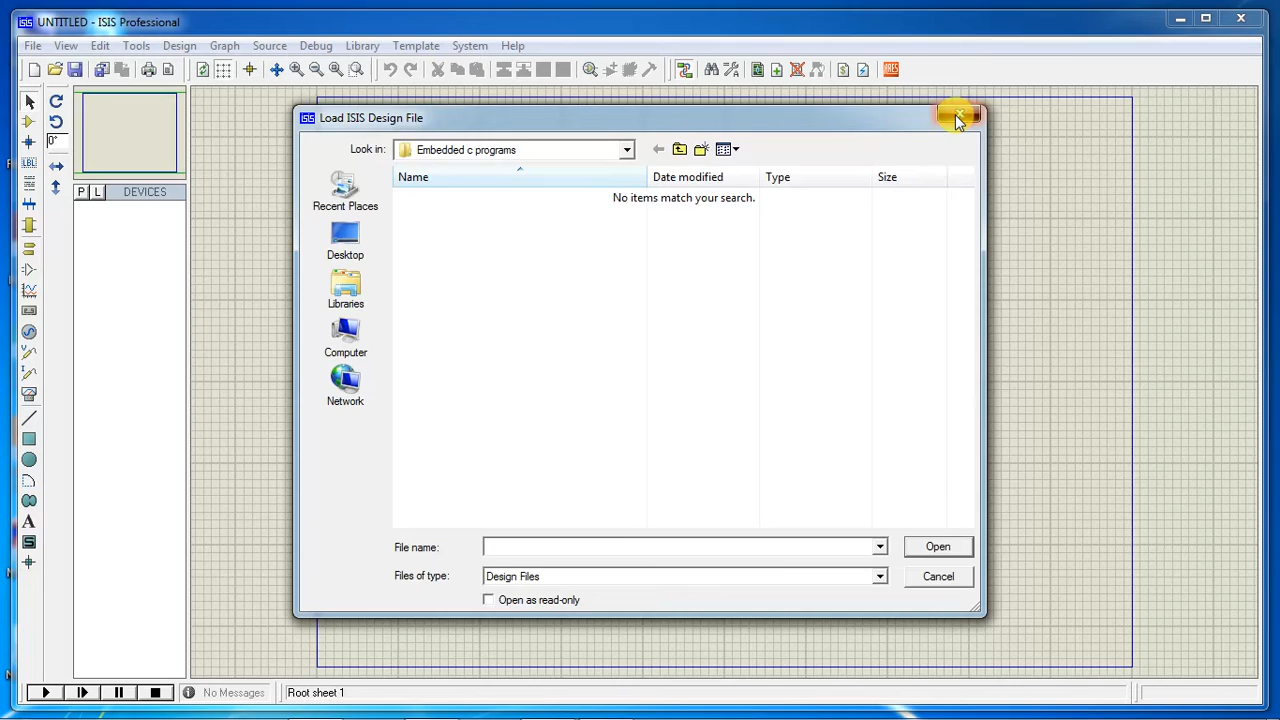 UNTITLED - ISIS Professional
File View Edit Tools Design Graph Source Debug Library Template System Help
ARES
LBL
0°
P L DEVICES
A
S
Load ISIS Design File
Look in: Embedded c programs
Name Date modified Type Size
No items match your search.
Recent Places
Desktop
Libraries
Computer
Network
File name: Open
Files of type: Design Files Cancel
Open as read-only
No Messages Root sheet 1